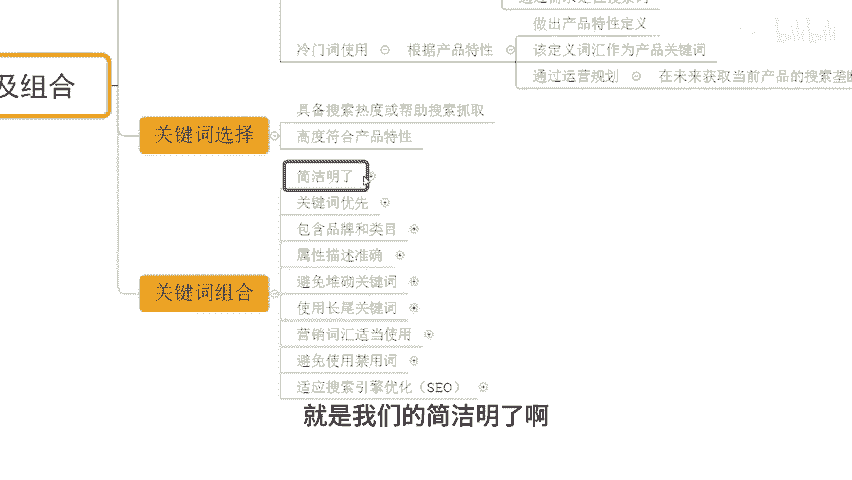 做出产品特性定义
冷门词使用
根据产品特性
该定义词汇作为产品关键词
通过运营规划
在未来获取当前产品的搜索垄断
及组合
关键词选择
具备搜索热度或帮助搜索抓取
高度符合产品特性
关键词组合
简洁明了
关键词优先
包含品牌和类目
属性描述准确
避免堆砌关键词
使用长尾关键词
营销词汇适当使用
避免使用禁用词
适应搜索引擎优化（SEO）
就是我们的简洁明了啊